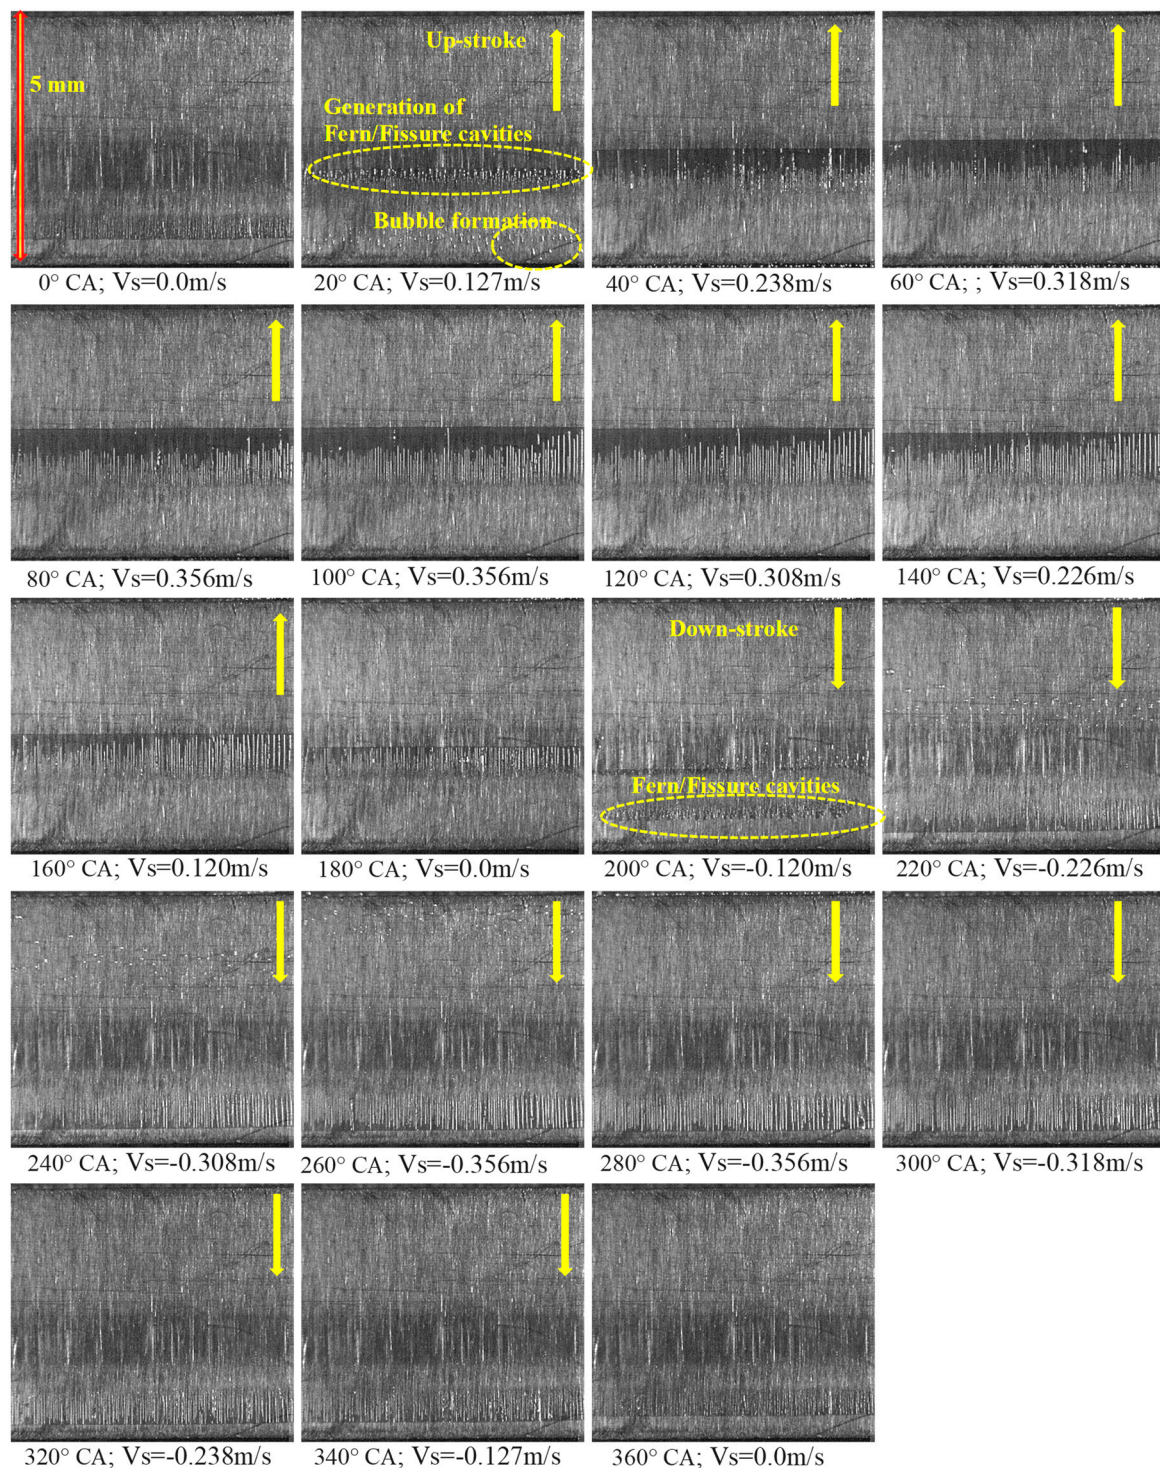 Up-stroke
5 mm
Generation of
Fern/Fissure cavities
Bubble formation
0° CA; Vs=0.0m/s
20° CA; Vs=0.127m/s
40° CA; Vs=0.238m/s
60° CA; ; Vs=0.318m/s
80° CA; Vs=0.356m/s
100° CA; Vs=0.356m/s
120° CA; Vs=0.308m/s
140° CA; Vs=0.226m/s
Down-stroke
Fern/Fissure cavities
160° CA; Vs=0.120m/s
180° CA; Vs=0.0m/s
200° CA; Vs=-0.120m/s
220° CA; Vs=-0.226m/s
240° CA; Vs=-0.308m/s
260° CA; Vs=-0.356m/s
280° CA; Vs=-0.356m/s
300° CA; Vs=-0.318m/s
320° CA; Vs=-0.238m/s
340° CA; Vs=-0.127m/s
360° CA; Vs=0.0m/s